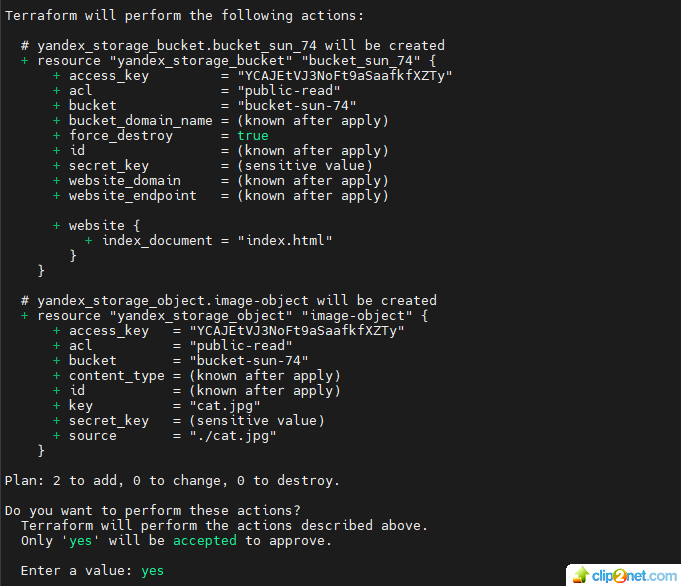 Terraform will perform the following actions:
# yandex_storage_bucket.bucket_sun_74 will be created
+ resource "yandex_storage_bucket" "bucket_sun_74" {
+ access_key = "YCAJEtVJ3NoFt9aSaafkfXZTy"
+ acl = "public-read"
+ bucket = "bucket-sun-74"
+ bucket_domain_name = (known after apply)
+ force_destroy = true
+ id = (known after apply)
+ secret_key = (sensitive value)
+ website_domain = (known after apply)
+ website_endpoint = (known after apply)
+ website {
+ index_document = "index.html"
}
}
# yandex_storage_object.image-object will be created
+ resource "yandex_storage_object" "image-object" {
+ access_key = "YCAJEtVJ3NoFt9aSaafkfXZTy"
+ acl = "public-read"
+ bucket = "bucket-sun-74"
+ content_type = (known after apply)
+ id = (known after apply)
+ key = "cat.jpg"
+ secret_key = (sensitive value)
+ source = "./cat.jpg"
}
Plan: 2 to add, 0 to change, 0 to destroy.
Do you want to perform these actions?
Terraform will perform the actions described above.
Only 'yes' will be accepted to approve.
Enter a value: yes
clip2net.com